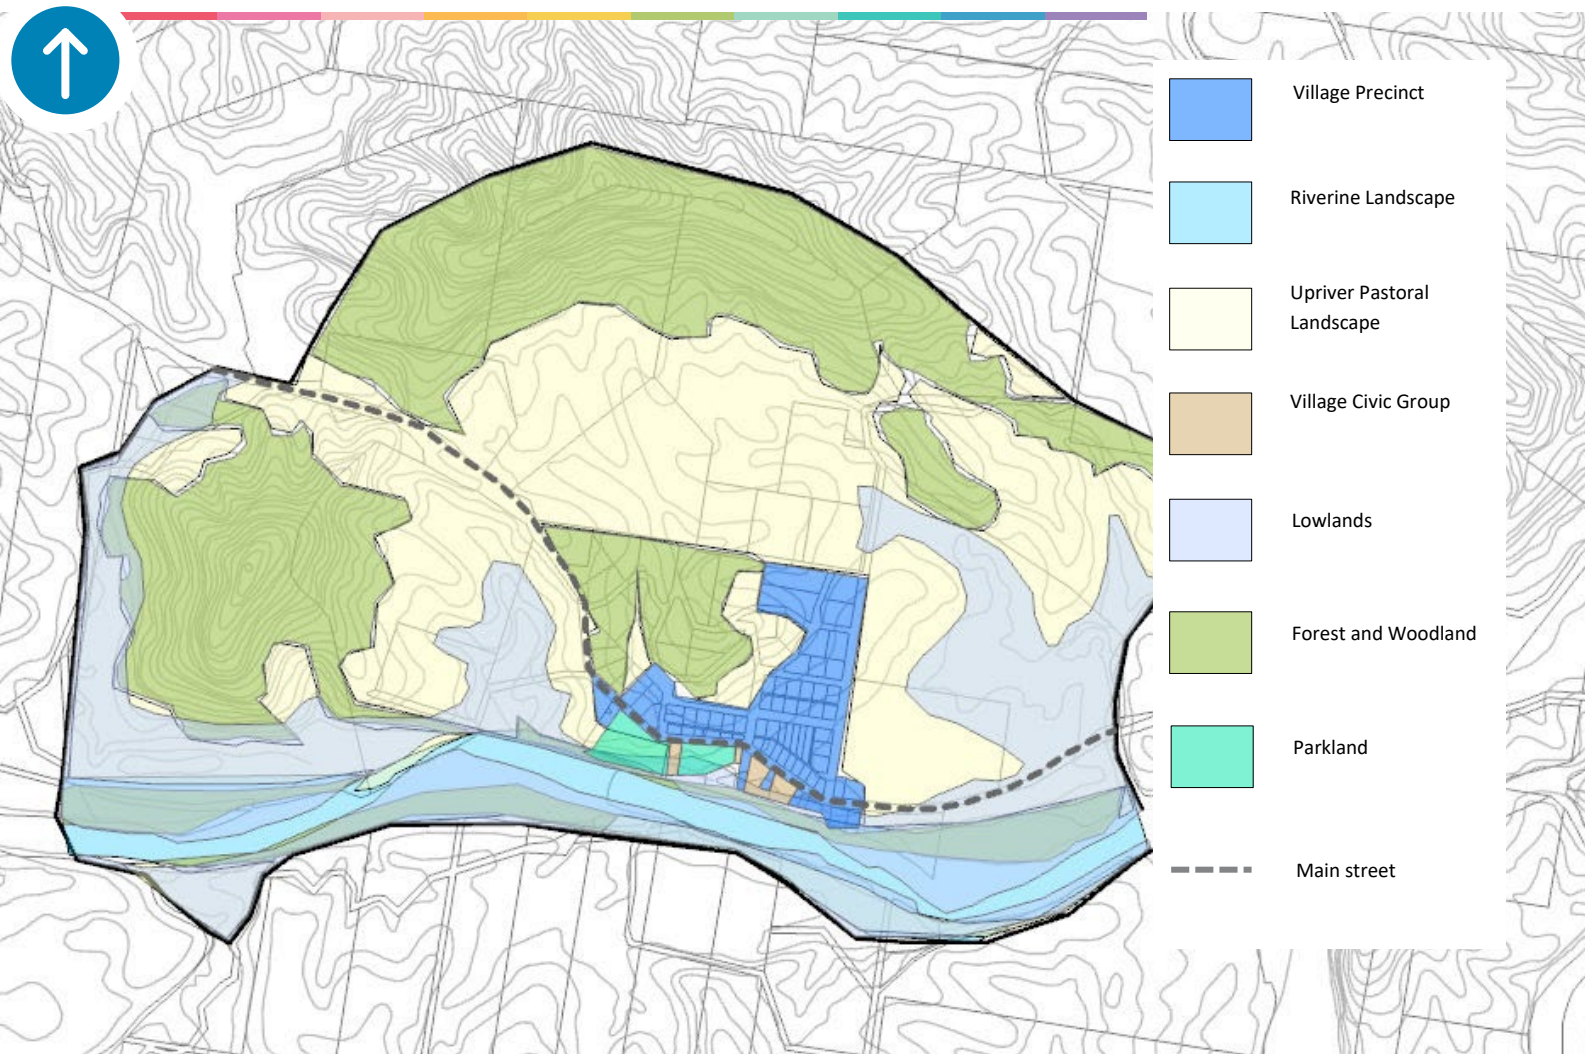 Village Precinct
Riverine Landscape
Upriver Pastoral
Landscape
Village Civic Group
Lowlands
Forest and Woodland
Parkland
Main street